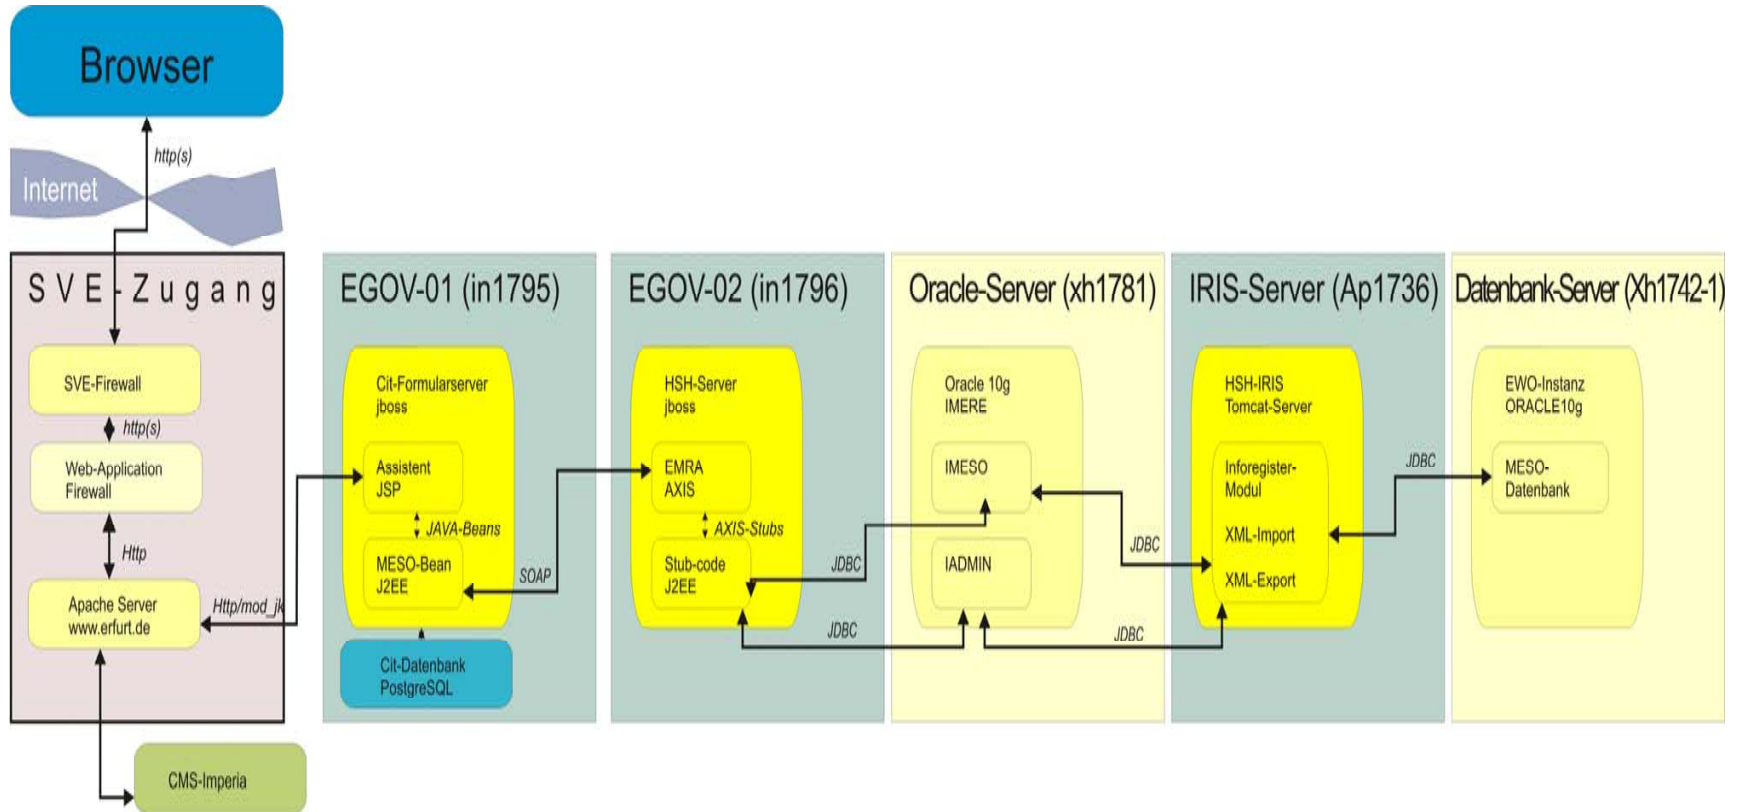 Browser
http(s)
Internet
SVE-Zugang
SVE-Firewall
http(s)
Web-Application
Firewall
Http
Apache Server
www.erfurt.de
Http/mod_jk
CMS-Imperia
EGOV-01 (in1795)
Cit-Formularserver
jboss
Assistent
JSP
JAVA-Beans
MESO-Bean
J2EE
Cit-Datenbank
PostgreSQL
SOAP
EGOV-02 (in1796)
HSH-Server
jboss
EMRA
AXIS
AXIS-Stubs
Stub-code
J2EE
JDBC
JDBC
Oracle-Server (xh1781)
Oracle 10g
IMERE
IMESO
IADMIN
JDBC
JDBC
IRIS-Server (Ap1736)
HSH-IRIS
Tomcat-Server
Inforegister-
Modul
XML-Import
XML-Export
JDBC
Datenbank-Server (Xh1742-1)
EWO-Instanz
ORACLE10g
MESO-
Datenbank